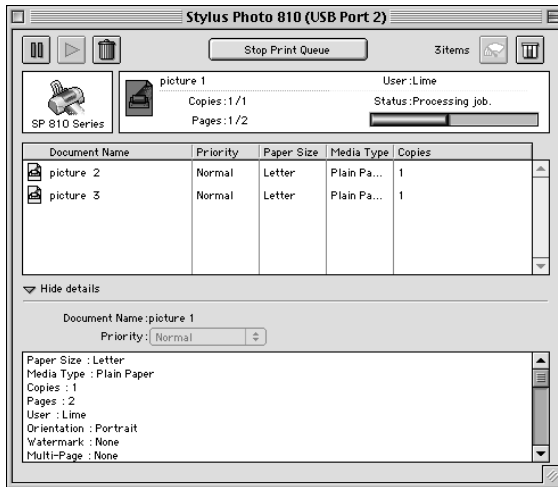 Stylus Photo 810 (USB Port 2)
Stop Print Queue
3items
SP 810 Series
picture 1
User:Lime
Copies:1/1
Status:Processing job.
Pages:1/2
Document Name Priority Paper Size Media Type Copies
picture 2 Normal Letter Plain Pa... 1
picture 3 Normal Letter Plain Pa... 1
Hide details
Document Name:picture 1
Priority: Normal
Paper Size : Letter
Media Type : Plain Paper
Copies : 1
Pages : 2
User : Lime
Orientation : Portrait
Watermark : None
Multi-Page : None